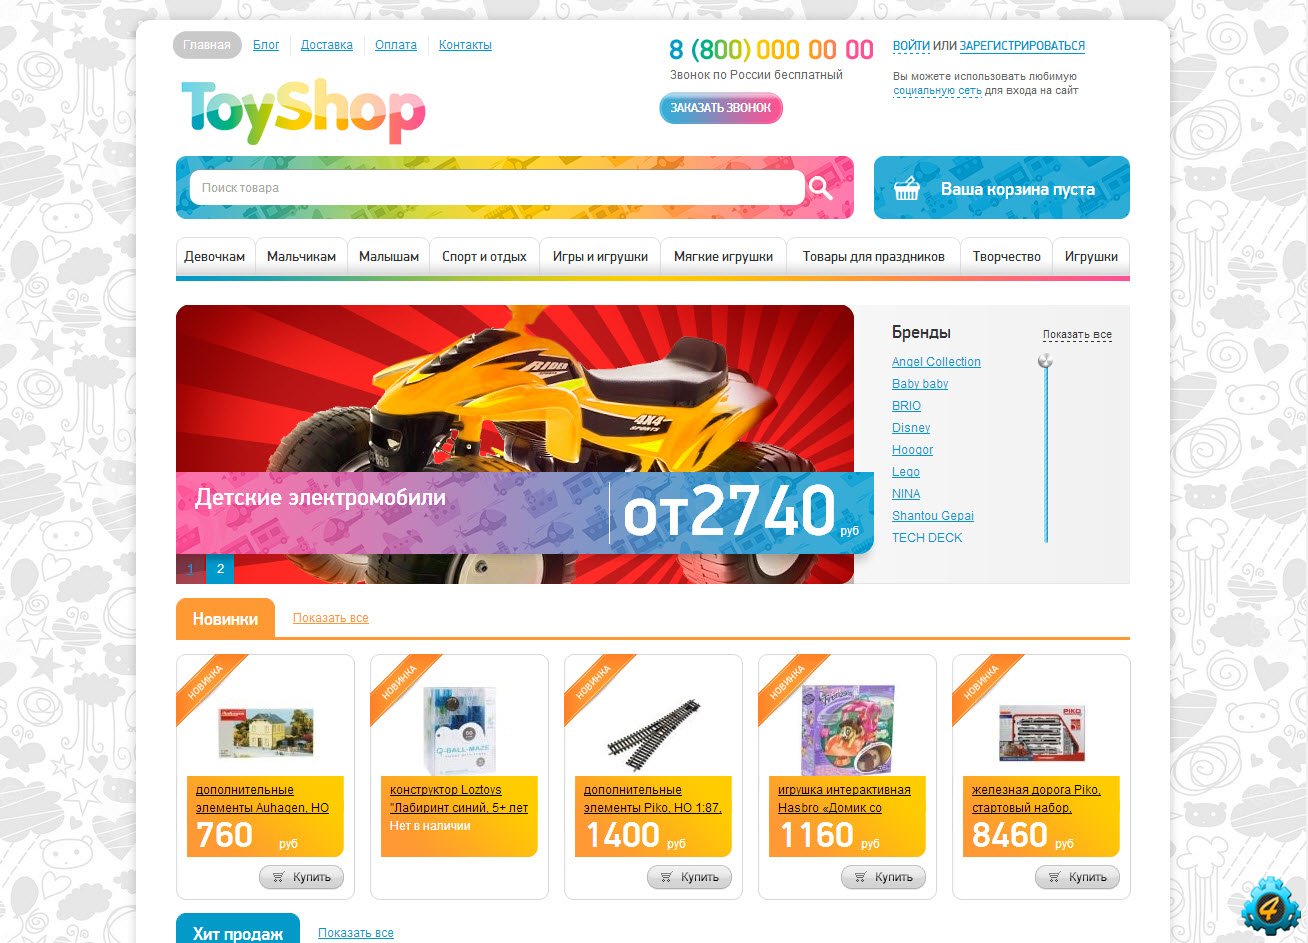 Главная
Блог
Доставка
Оплата
Контакты
8 (800) 000 00 00
Звонок по России бесплатный
ЗАКАЗАТЬ ЗВОНОК
ВОЙТИ ИЛИ ЗАРЕГИСТРИРОВАТЬСЯ
Вы можете использовать любимую
социальную сеть для входа на сайт
ToyShop
Поиск товара
Ваша корзина пуста
Девочкам
Мальчикам
Малышам
Спорт и отдых
Игры и игрушки
Мягкие игрушки
Товары для праздников
Творчество
Игрушки
RIDER
4X4
SPORTS
Детские электромобили
от2740 руб
1
2
Бренды
Показать все
Angel Collection
Baby baby
BRIO
Disney
Hoogor
Lego
NINA
Shantou Gepai
TECH DECK
Новинки
Показать все
НОВИНКА
дополнительные
элементы Auhagen, HO
760 руб
Купить
НОВИНКА
Q-BALL-MAZE
конструктор Loztoys
"Лабиринт синий, 5+ лет
Нет в наличии
НОВИНКА
дополнительные
элементы Piko, HO 1:87,
1400 руб
Купить
НОВИНКА
игрушка интерактивная
Hasbro «Домик со
1160 руб
Купить
НОВИНКА
PIKO
железная дорога Piko,
стартовый набор,
8460 руб
Купить
Хит продаж
Показать все
4